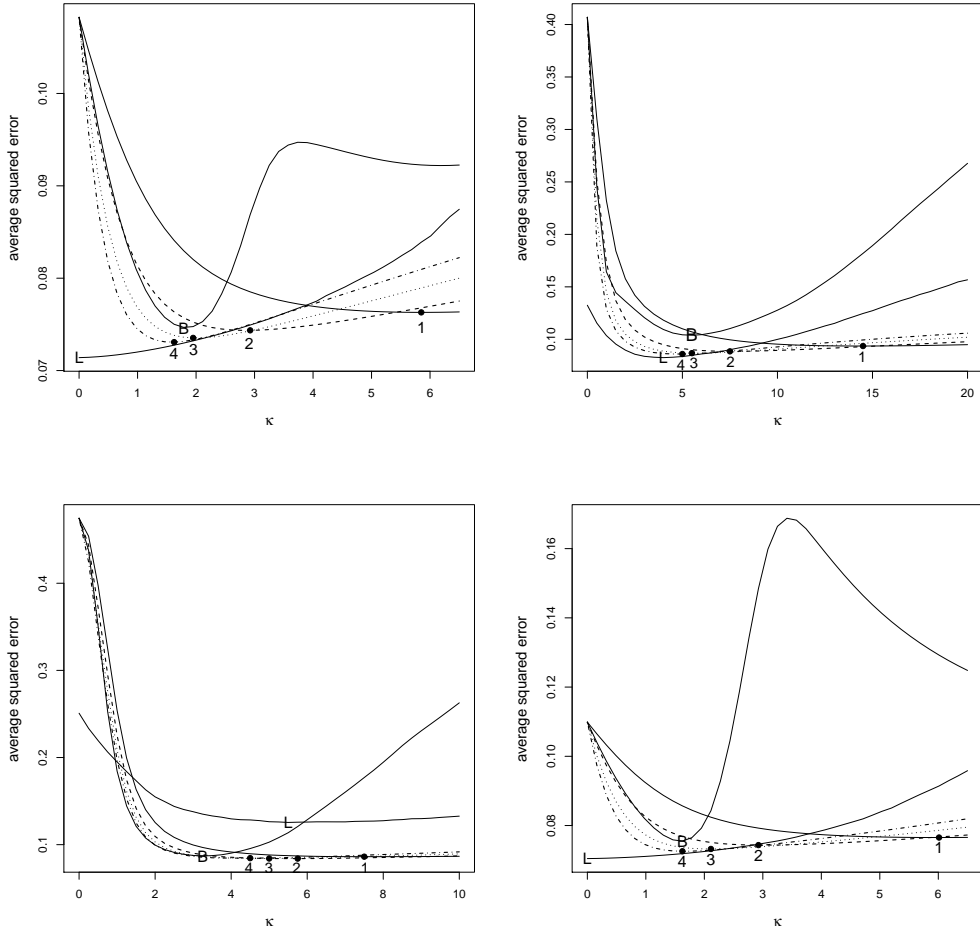 average squared error
0.07 0.08 0.09 0.10
L 4 B 3 2 1
0 1 2 3 4 5 6
κ
average squared error
0.10 0.15 0.20 0.25 0.30 0.35 0.40
L 4 B 3 2 1
0 5 10 15 20
κ
average squared error
0.1 0.2 0.3 0.4
B 4 3 L 2 1
0 2 4 6 8 10
κ
average squared error
0.08 0.10 0.12 0.14 0.16
L 4 B 3 2 1
0 1 2 3 4 5 6
κ